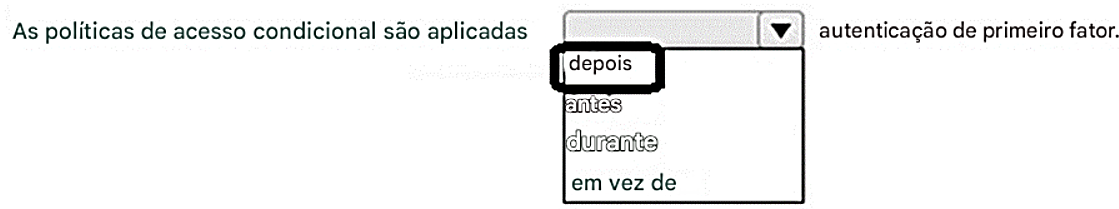 As políticas de acesso condicional são aplicadas autenticação de primeiro fator.
depois
antes
durante
em vez de